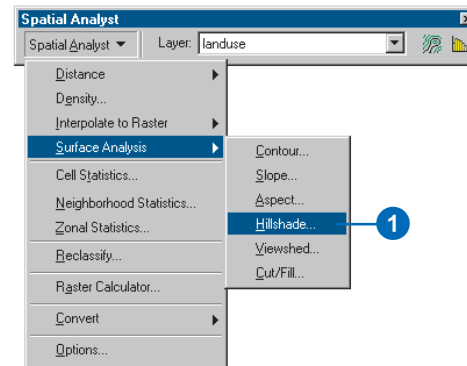 Spatial Analyst
Spatial Analyst Layer: landuse
Distance
Density...
Interpolate to Raster
Surface Analysis
Cell Statistics...
Neighborhood Statistics...
Zonal Statistics...
Reclassify...
Raster Calculator...
Convert
Options...
Contour...
Slope...
Aspect...
Hillshade...
1
Viewshed...
Cut/Fill...